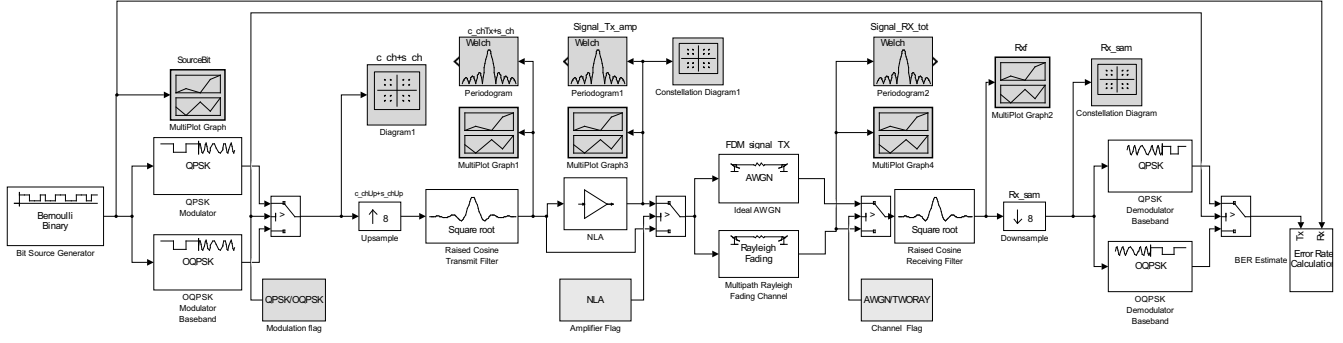 SourceBit
MultiPlot Graph
QPSK
QPSK
Modulator
Bernoulli
Binary
Bit Source Generator
OQPSK
OQPSK
Modulator
Baseband
QPSK/OQPSK
Modulation flag
c_ch+s_ch
Diagram1
c_chUp+s_chUp
8
Upsample
c_chTx+s_ch
Welch
Periodogram
MultiPlot Graph1
Square root
Raised Cosine
Transmit Filter
Signal_Tx_amp
Welch
Periodogram1
Constellation Diagram1
MultiPlot Graph3
NLA
NLA
Amplifier Flag
>
>
FDM_signal_TX
AWGN
Ideal AWGN
Rayleigh
Fading
Multipath Rayleigh
Fading Channel
Signal_RX_tot
Welch
Periodogram2
MultiPlot Graph4
>
Square root
Raised Cosine
Receiving Filter
AWGN/TWORAY
Channel Flag
Rxf
MultiPlot Graph2
Rx_sam
Constellation Diagram
Rx_sam
8
Downsample
QPSK
QPSK
Demodulator
Baseband
OQPSK
OQPSK
Demodulator
Baseband
>
BER Estimate
Tx
Rx
Error Rate
Calculation